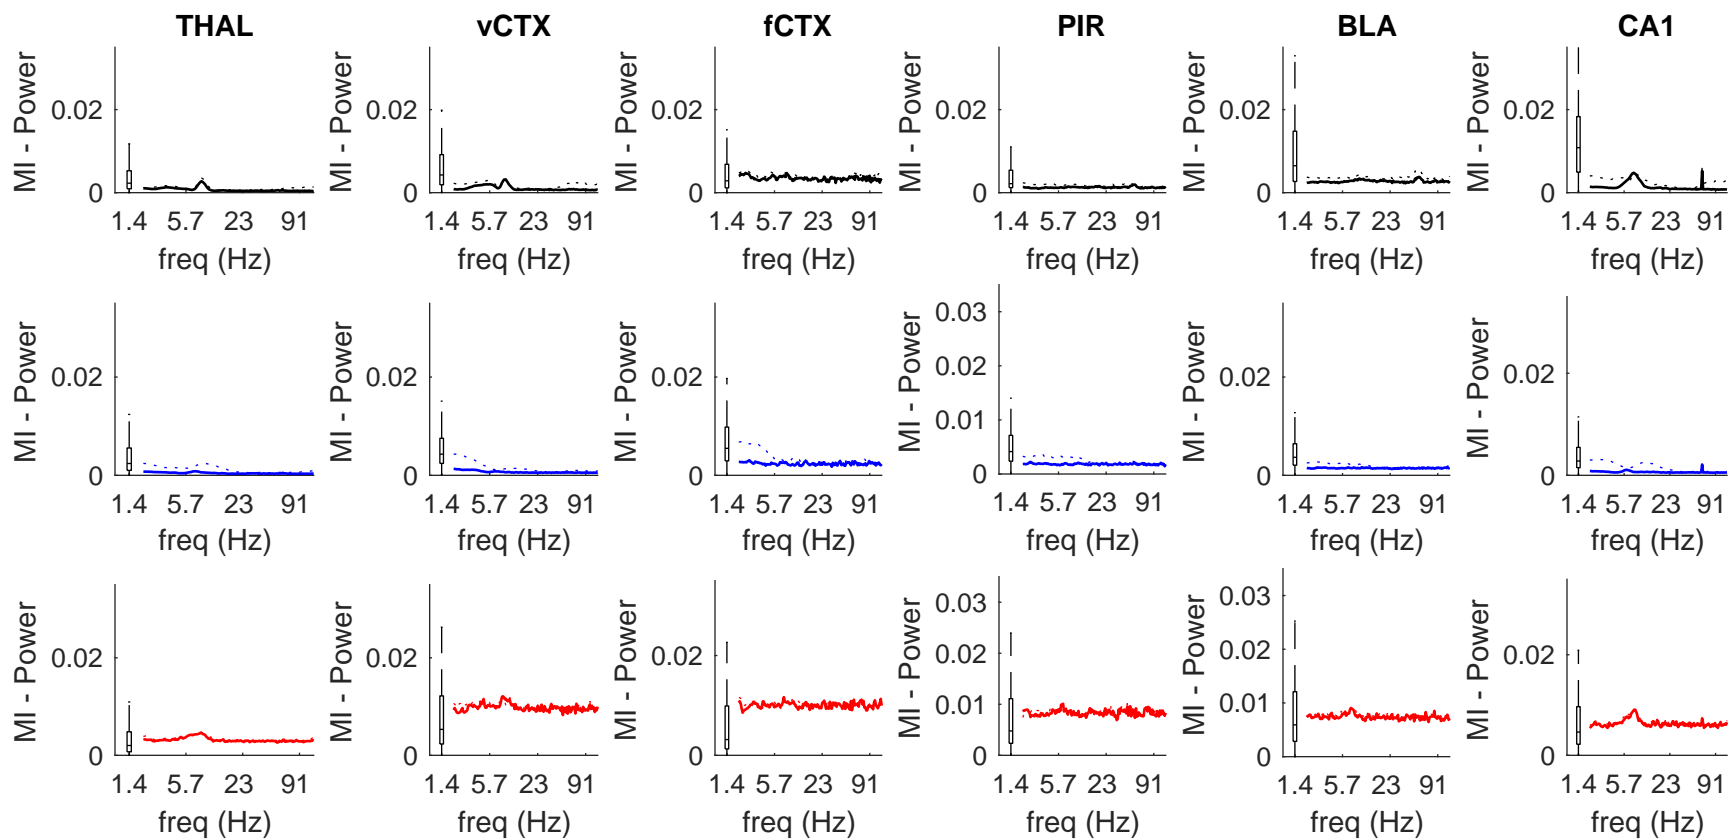 THAL vCTX fCTX PIR BLA CA1
MI - Power 0.02 0 1.4 5.7 23 91 freq (Hz)
MI - Power 0.02 0 1.4 5.7 23 91 freq (Hz)
MI - Power 0.02 0 1.4 5.7 23 91 freq (Hz)
MI - Power 0.02 0 1.4 5.7 23 91 freq (Hz)
MI - Power 0.02 0 1.4 5.7 23 91 freq (Hz)
MI - Power 0.02 0 1.4 5.7 23 91 freq (Hz)
MI - Power 0.02 0 1.4 5.7 23 91 freq (Hz)
MI - Power 0.02 0 1.4 5.7 23 91 freq (Hz)
MI - Power 0.02 0 1.4 5.7 23 91 freq (Hz)
MI - Power 0.03 0.02 0.01 0 1.4 5.7 23 91 freq (Hz)
MI - Power 0.02 0 1.4 5.7 23 91 freq (Hz)
MI - Power 0.02 0 1.4 5.7 23 91 freq (Hz)
MI - Power 0.02 0 1.4 5.7 23 91 freq (Hz)
MI - Power 0.02 0 1.4 5.7 23 91 freq (Hz)
MI - Power 0.02 0 1.4 5.7 23 91 freq (Hz)
MI - Power 0.03 0.02 0.01 0 1.4 5.7 23 91 freq (Hz)
MI - Power 0.03 0.02 0.01 0 1.4 5.7 23 91 freq (Hz)
MI - Power 0.02 0 1.4 5.7 23 91 freq (Hz)